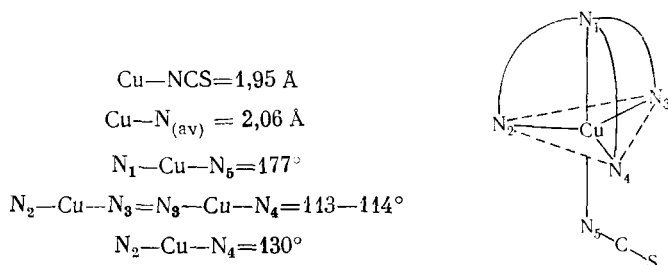 Cu—NCS=1,95 Å
Cu—N(av) = 2,06 Å
N1—Cu—N5=177°
N2—Cu—N3=N3—Cu—N4=113—114°
N2—Cu—N4=130°
N1
N3
N2
Cu
N4
N5
C
S